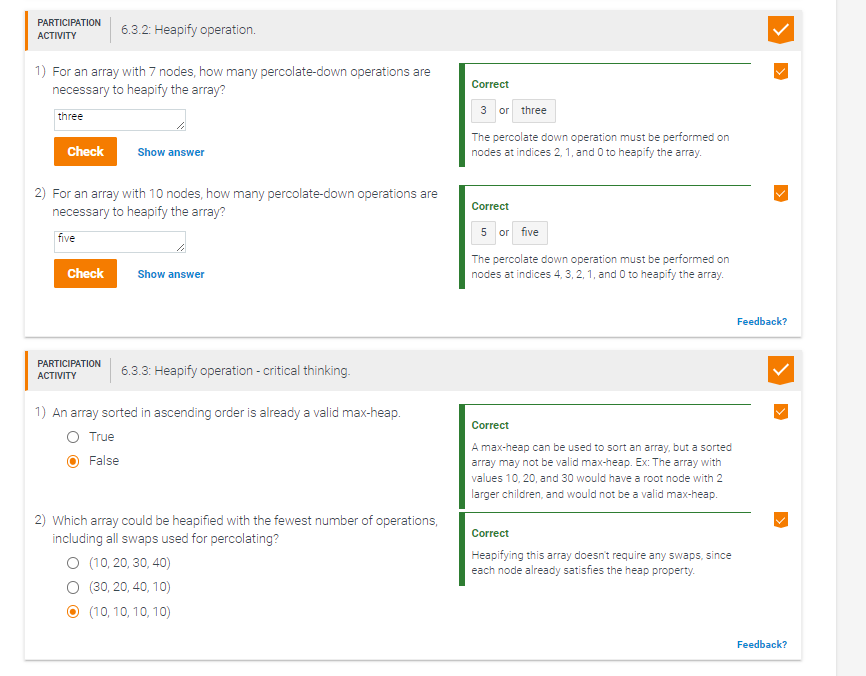 PARTICIPATION
ACTIVITY
6.3.2: Heapify operation.
1) For an array with 7 nodes, how many percolate-down operations are
necessary to heapify the array?
three
Check Show answer
Correct
3 or three
The percolate down operation must be performed on
nodes at indices 2, 1, and 0 to heapify the array.
2) For an array with 10 nodes, how many percolate-down operations are
necessary to heapify the array?
five
Check Show answer
Correct
5 or five
The percolate down operation must be performed on
nodes at indices 4, 3, 2, 1, and 0 to heapify the array.
Feedback?
PARTICIPATION
ACTIVITY
6.3.3: Heapify operation - critical thinking.
1) An array sorted in ascending order is already a valid max-heap.
True
False
Correct
A max-heap can be used to sort an array, but a sorted
array may not be valid max-heap. Ex: The array with
values 10, 20, and 30 would have a root node with 2
larger children, and would not be a valid max-heap.
2) Which array could be heapified with the fewest number of operations,
including all swaps used for percolating?
(10, 20, 30, 40)
(30, 20, 40, 10)
(10, 10, 10, 10)
Correct
Heapifying this array doesn't require any swaps, since
each node already satisfies the heap property.
Feedback?